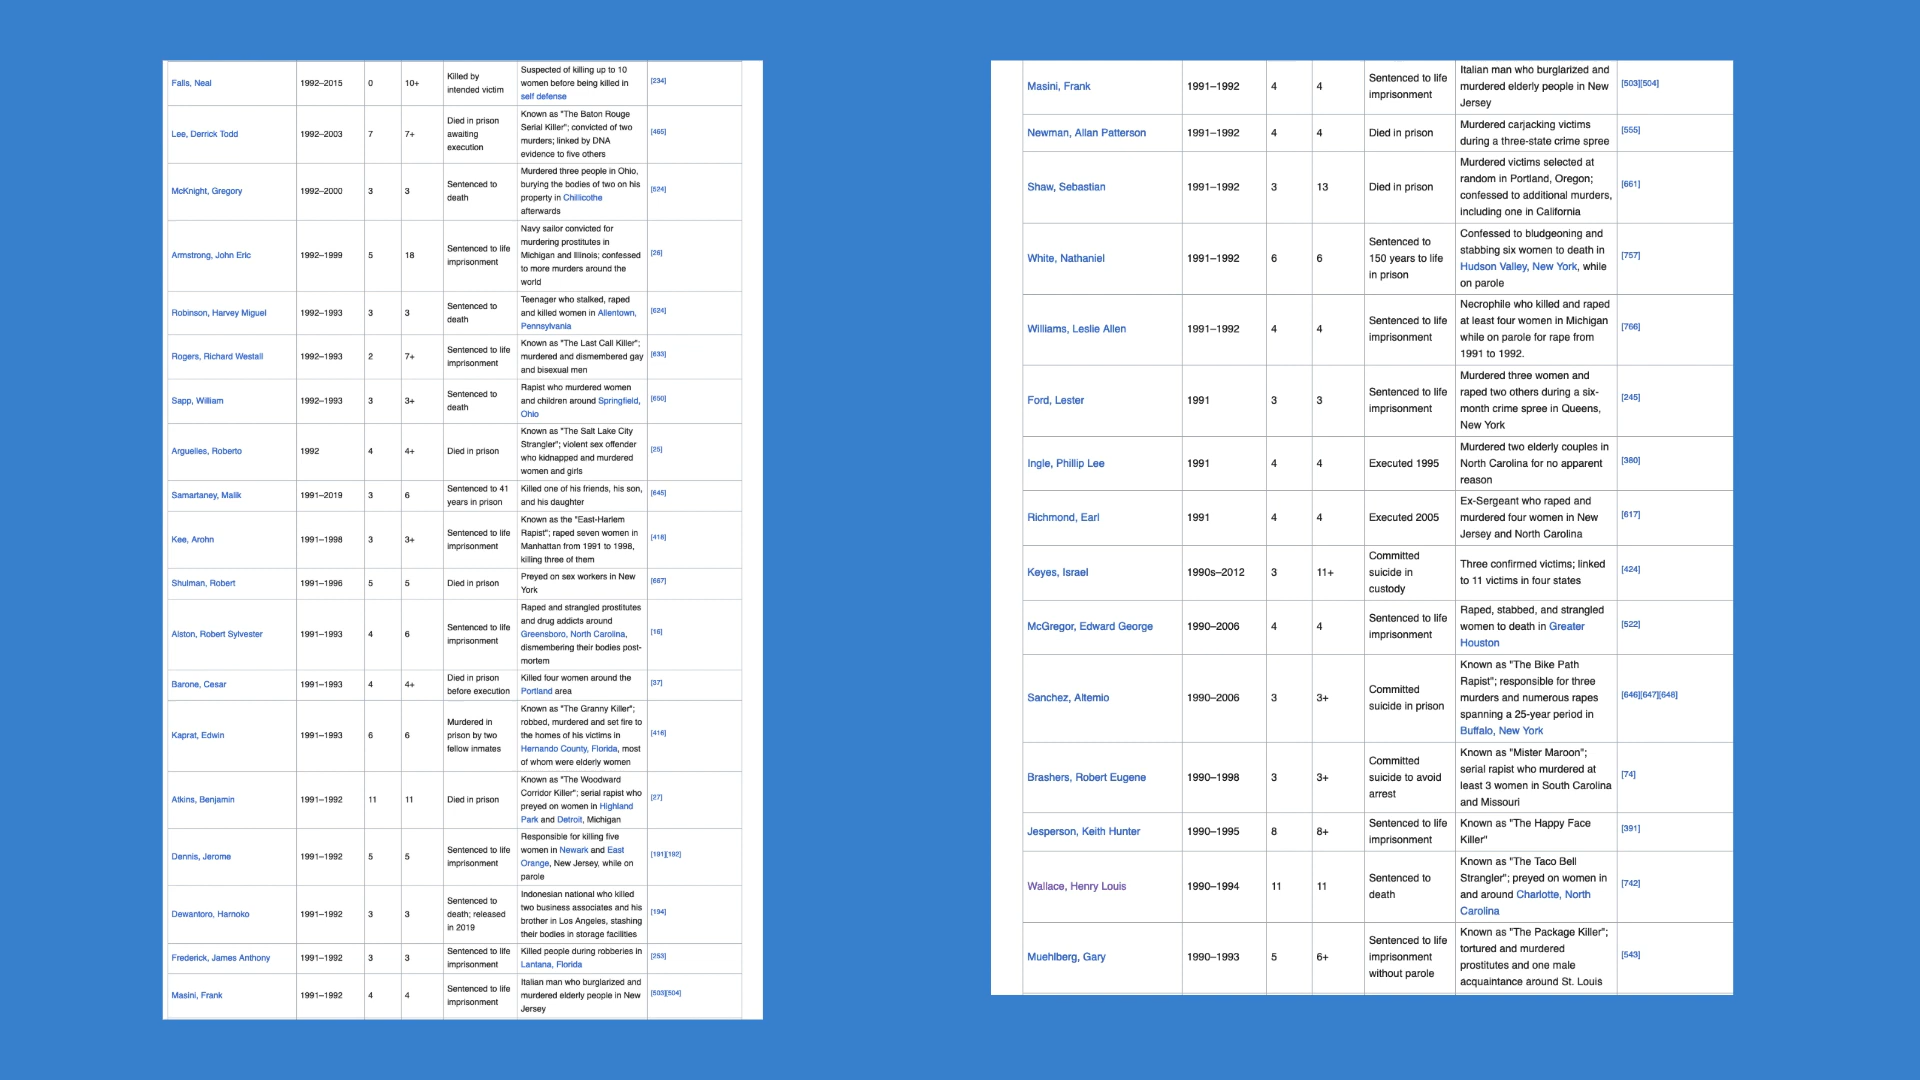 Falls, Neal 1992–2015 0 10+ Killed by intended victim Suspected of killing up to 10 women before being killed in self defense [234]
Lee, Derrick Todd 1992–2003 7 7+ Died in prison awaiting execution Known as "The Baton Rouge Serial Killer"; convicted of two murders; linked by DNA evidence to five others [465]
McKnight, Gregory 1992–2000 3 3 Sentenced to death Murdered three people in Ohio, burying the bodies of two on his property in Chillicothe afterwards [524]
Armstrong, John Eric 1992–1999 5 18 Sentenced to life imprisonment Navy sailor convicted for murdering prostitutes in Michigan and Illinois; confessed to more murders around the world [26]
Robinson, Harvey Miguel 1992–1993 3 3 Sentenced to death Teenager who stalked, raped and killed women in Allentown, Pennsylvania [624]
Rogers, Richard Westall 1992–1993 2 7+ Sentenced to life imprisonment Known as "The Last Call Killer"; murdered and dismembered gay and bisexual men [633]
Sapp, William 1992–1993 3 3+ Sentenced to death Rapist who murdered women and children around Springfield, Ohio [650]
Arguelles, Roberto 1992 4 4+ Died in prison Known as "The Salt Lake City Strangler"; violent sex offender who kidnapped and murdered women and girls [25]
Samartaney, Malik 1991–2019 3 6 Sentenced to 41 years in prison Killed one of his friends, his son, and his daughter [645]
Kee, Arohn 1991–1998 3 3+ Sentenced to life imprisonment Known as the "East-Harlem Rapist"; raped seven women in Manhattan from 1991 to 1998, killing three of them [418]
Shulman, Robert 1991–1996 5 5 Died in prison Preyed on sex workers in New York [667]
Alston, Robert Sylvester 1991–1993 4 6 Sentenced to life imprisonment Raped and strangled prostitutes and drug addicts around Greensboro, North Carolina, dismembering their bodies post-mortem [16]
Barone, Cesar 1991–1993 4 4+ Died in prison before execution Killed four women around the Portland area [37]
Kaprat, Edwin 1991–1993 6 6 Murdered in prison by two fellow inmates Known as "The Granny Killer"; robbed, murdered and set fire to the homes of his victims in Hernando County, Florida, most of whom were elderly women [416]
Atkins, Benjamin 1991–1992 11 11 Died in prison Known as "The Woodward Corridor Killer"; serial rapist who preyed on women in Highland Park and Detroit, Michigan [27]
Dennis, Jerome 1991–1992 5 5 Sentenced to life imprisonment Responsible for killing five women in Newark and East Orange, New Jersey, while on parole [191][192]
Dewantoro, Harnoko 1991–1992 3 3 Sentenced to death; released in 2019 Indonesian national who killed two business associates and his brother in Los Angeles, stashing their bodies in storage facilities [194]
Frederick, James Anthony 1991–1992 3 3 Sentenced to life imprisonment Killed people during robberies in Lantana, Florida [253]
Masini, Frank 1991–1992 4 4 Sentenced to life imprisonment Italian man who burglarized and murdered elderly people in New Jersey [503][504]
Masini, Frank 1991–1992 4 4 Sentenced to life imprisonment Italian man who burglarized and murdered elderly people in New Jersey [503][504]
Newman, Allan Patterson 1991–1992 4 4 Died in prison Murdered carjacking victims during a three-state crime spree [555]
Shaw, Sebastian 1991–1992 3 13 Died in prison Murdered victims selected at random in Portland, Oregon; confessed to additional murders, including one in California [661]
White, Nathaniel 1991–1992 6 6 Sentenced to 150 years to life in prison Confessed to bludgeoning and stabbing six women to death in Hudson Valley, New York, while on parole [757]
Williams, Leslie Allen 1991–1992 4 4 Sentenced to life imprisonment Necrophile who killed and raped at least four women in Michigan while on parole for rape from 1991 to 1992. [766]
Ford, Lester 1991 3 3 Sentenced to life imprisonment Murdered three women and raped two others during a six-month crime spree in Queens, New York [245]
Ingle, Phillip Lee 1991 4 4 Executed 1995 Murdered two elderly couples in North Carolina for no apparent reason [380]
Richmond, Earl 1991 4 4 Executed 2005 Ex-Sergeant who raped and murdered four women in New Jersey and North Carolina [617]
Keyes, Israel 1990s–2012 3 11+ Committed suicide in custody Three confirmed victims; linked to 11 victims in four states [424]
McGregor, Edward George 1990–2006 4 4 Sentenced to life imprisonment Raped, stabbed, and strangled women to death in Greater Houston [522]
Sanchez, Altemio 1990–2006 3 3+ Committed suicide in prison Known as "The Bike Path Rapist"; responsible for three murders and numerous rapes spanning a 25-year period in Buffalo, New York [646][647][648]
Brashers, Robert Eugene 1990–1998 3 3+ Committed suicide to avoid arrest Known as "Mister Maroon"; serial rapist who murdered at least 3 women in South Carolina and Missouri [74]
Jesperson, Keith Hunter 1990–1995 8 8+ Sentenced to life imprisonment Known as "The Happy Face Killer" [391]
Wallace, Henry Louis 1990–1994 11 11 Sentenced to death Known as "The Taco Bell Strangler"; preyed on women in and around Charlotte, North Carolina [742]
Muehlberg, Gary 1990–1993 5 6+ Sentenced to life imprisonment without parole Known as "The Package Killer"; tortured and murdered prostitutes and one male acquaintance around St. Louis [543]